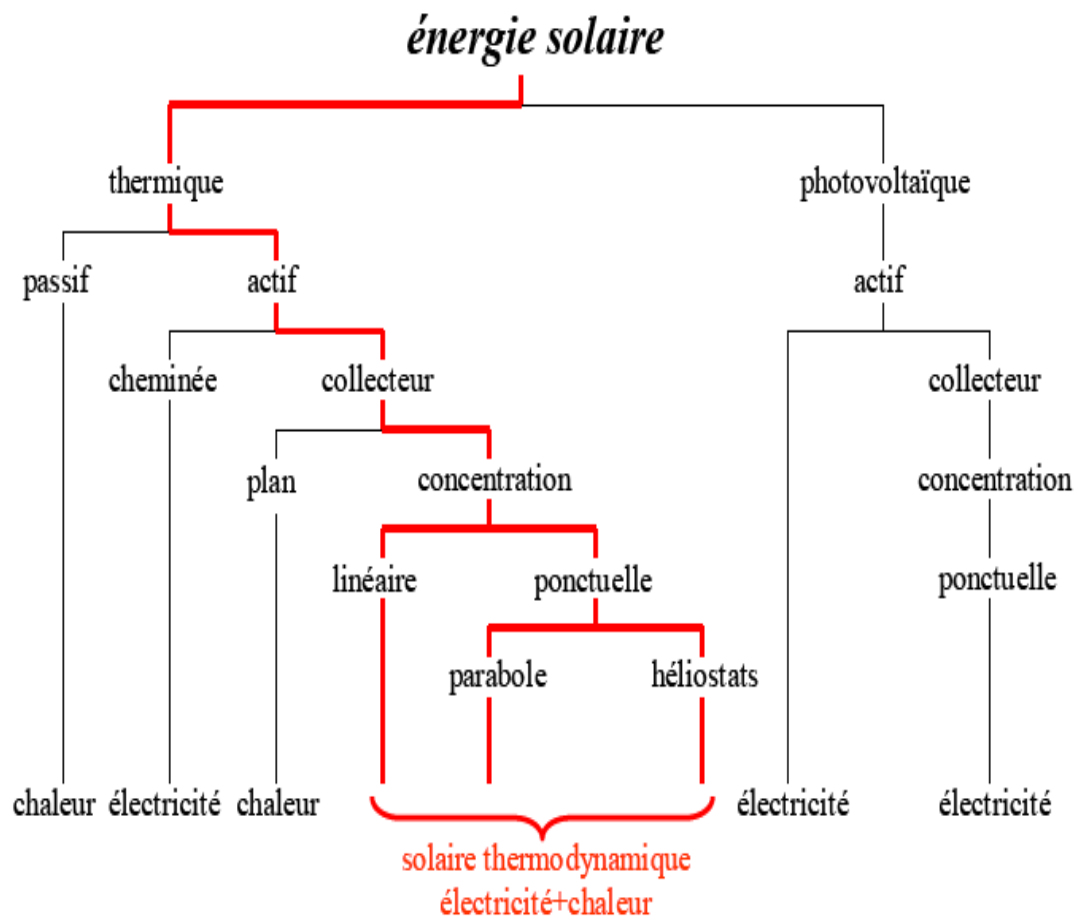 énergie solaire
thermique photovoltaïque
passif actif actif
cheminée collecteur collecteur
plan concentration concentration
linéaire ponctuelle ponctuelle
parabole héliostats
chaleur électricité chaleur électricité électricité
solaire thermodynamique
électricité+chaleur